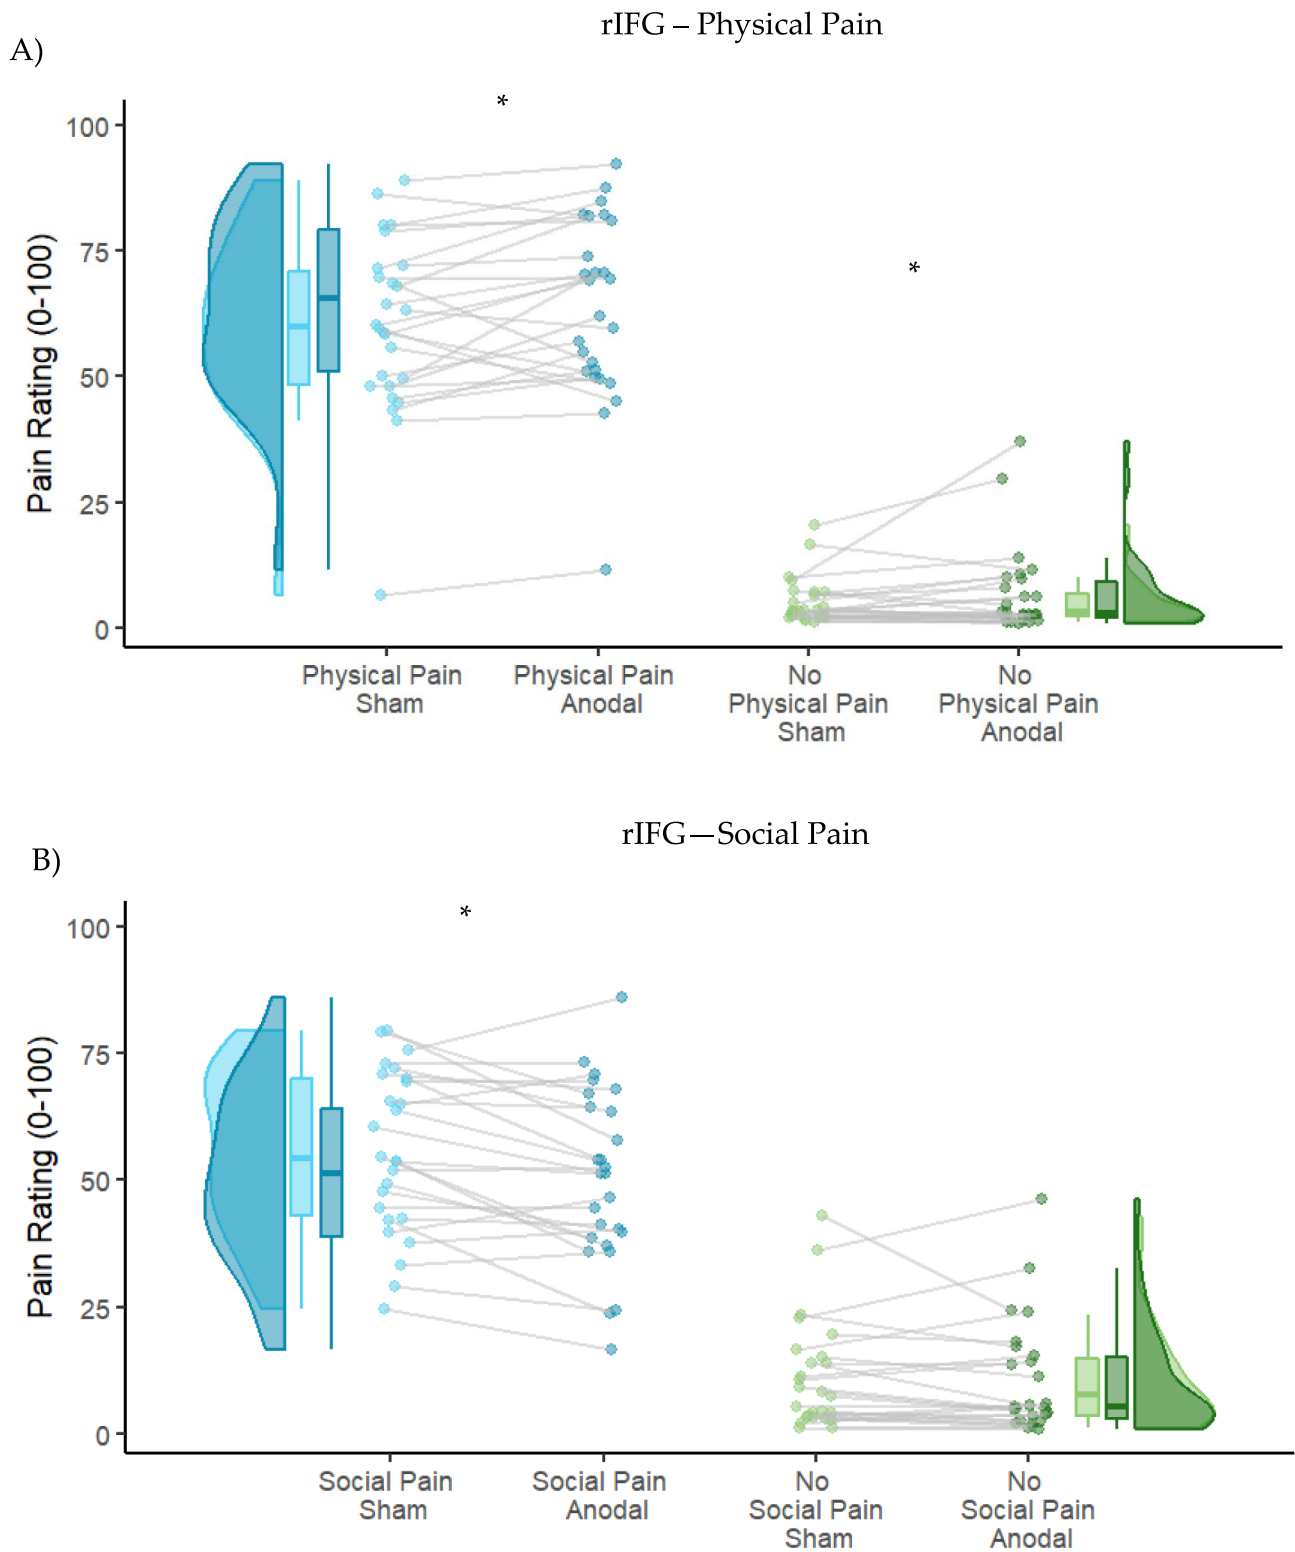 rIFG – Physical Pain
A)
*
*
100
75
50
25
0
Pain Rating (0-100)
Physical Pain
Sham
Physical Pain
Anodal
No
Physical Pain
Sham
No
Physical Pain
Anodal
rIFG—Social Pain
B)
*
100
75
50
25
0
Pain Rating (0-100)
Social Pain
Sham
Social Pain
Anodal
No
Social Pain
Sham
No
Social Pain
Anodal